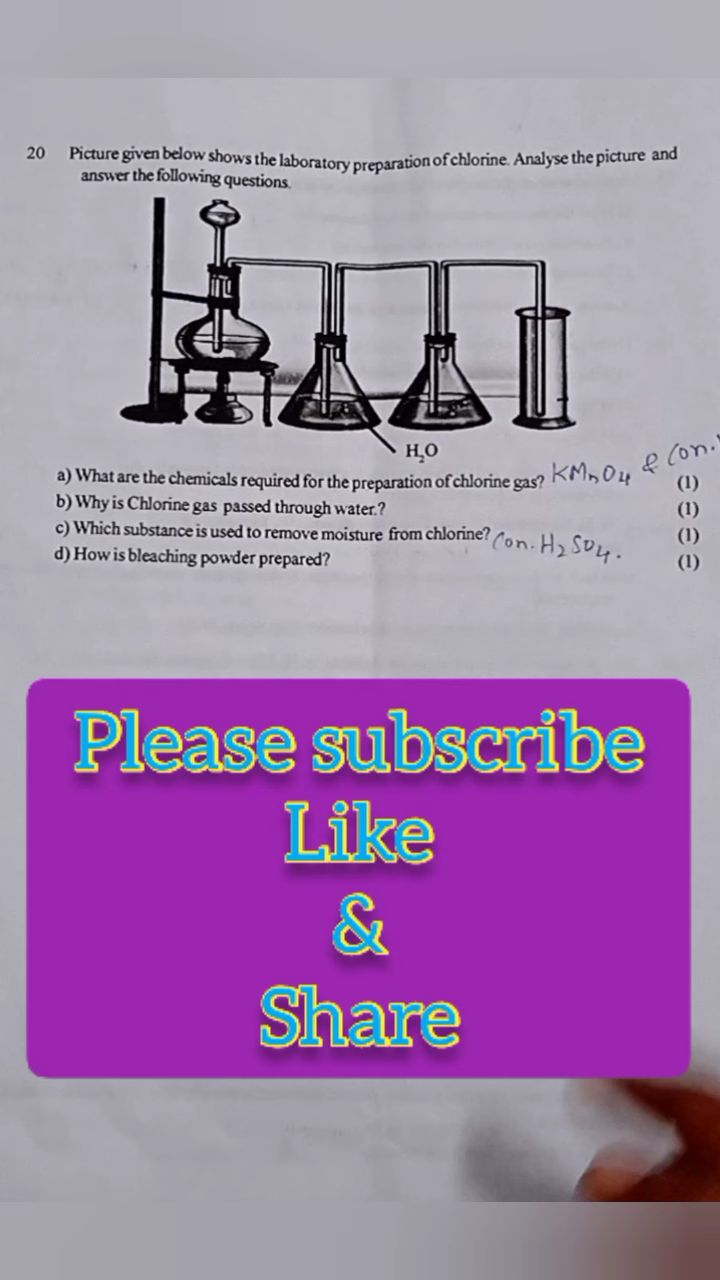 20 Picture given below shows the laboratory preparation of chlorine. Analyse the picture and
answer the following questions.
H₂O
a) What are the chemicals required for the preparation of chlorine gas? KMnO4 & Con.
(1)
b) Why is Chlorine gas passed through water.? (1)
c) Which substance is used to remove moisture from chlorine? Con. H2SO4. (1)
d) How is bleaching powder prepared? (1)
Please subscribe
Like
&
Share